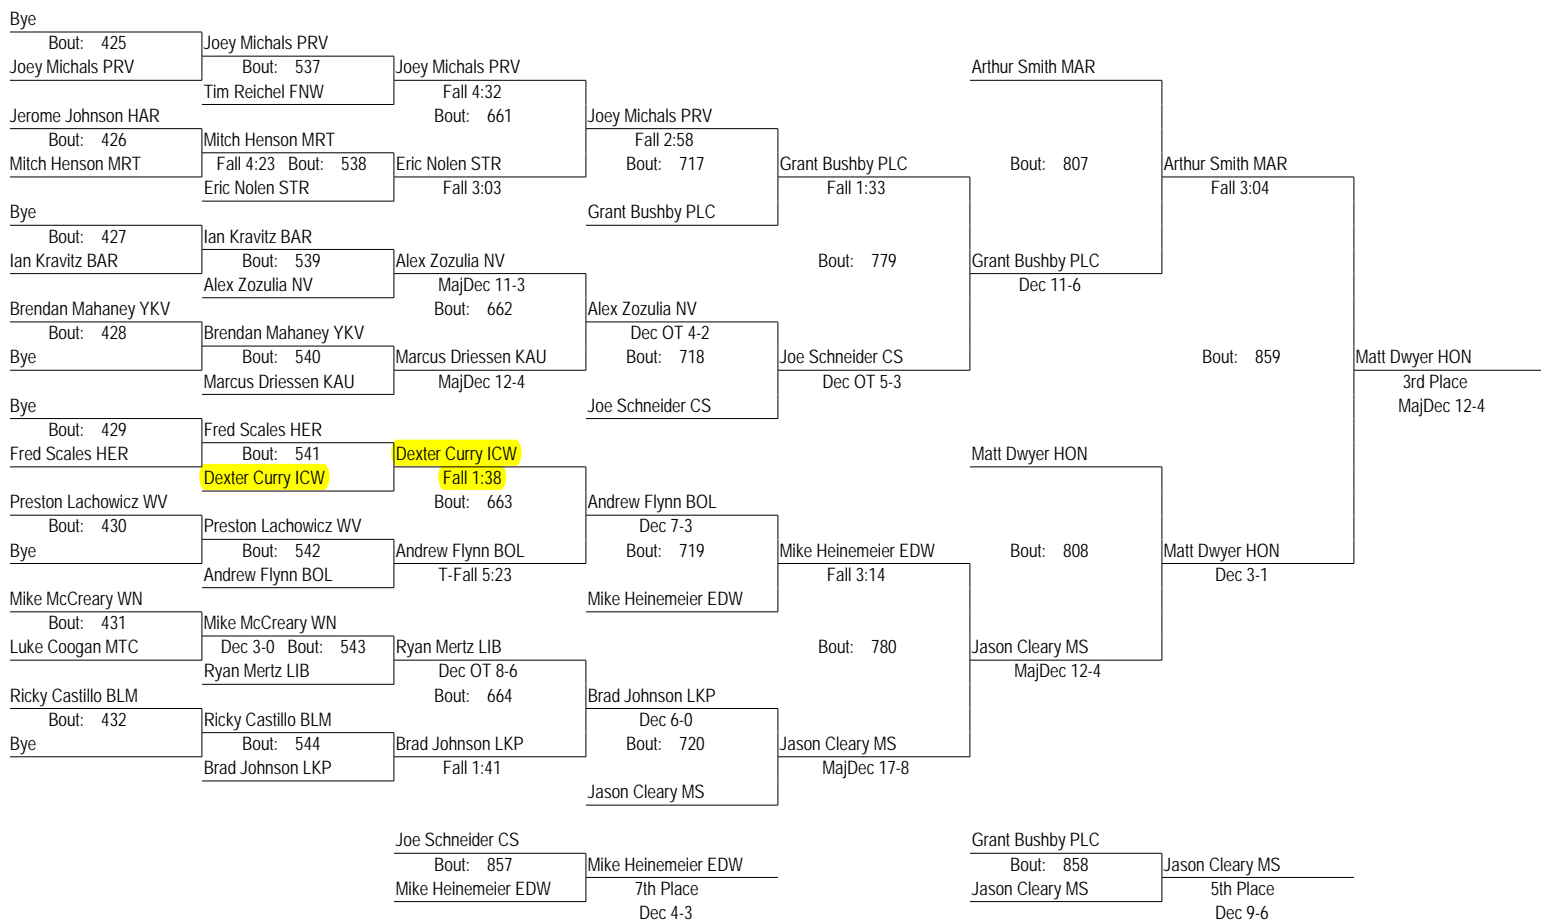 Bye
Bout: 425 Joey Michals PRV
Joey Michals PRV Bout: 537 Joey Michals PRV Arthur Smith MAR
Tim Reichel FNW Fall 4:32
Jerome Johnson HAR Bout: 661 Joey Michals PRV
Bout: 426 Mitch Henson MRT Fall 2:58
Mitch Henson MRT Fall 4:23 Bout: 538 Eric Nolen STR Bout: 717 Grant Bushby PLC Bout: 807 Arthur Smith MAR
Eric Nolen STR Fall 3:03 Fall 1:33 Fall 3:04
Bye Grant Bushby PLC
Bout: 427 Ian Kravitz BAR
Ian Kravitz BAR Bout: 539 Alex Zozulia NV Bout: 779 Grant Bushby PLC
Alex Zozulia NV MajDec 11-3 Dec 11-6
Brendan Mahaney YKV Bout: 662 Alex Zozulia NV
Bout: 428 Brendan Mahaney YKV Dec OT 4-2
Bye Bout: 540 Marcus Driessen KAU Bout: 718 Joe Schneider CS Bout: 859 Matt Dwyer HON
Marcus Driessen KAU MajDec 12-4 Dec OT 5-3 3rd Place
Bye Joe Schneider CS MajDec 12-4
Bout: 429 Fred Scales HER
Fred Scales HER Bout: 541 Dexter Curry ICW Matt Dwyer HON
Dexter Curry ICW Fall 1:38
Preston Lachowicz WV Bout: 663 Andrew Flynn BOL
Bout: 430 Preston Lachowicz WV Dec 7-3
Bye Bout: 542 Andrew Flynn BOL Bout: 719 Mike Heinemeier EDW Bout: 808 Matt Dwyer HON
Andrew Flynn BOL T-Fall 5:23 Fall 3:14 Dec 3-1
Mike McCreary WN Mike Heinemeier EDW
Bout: 431 Mike McCreary WN
Luke Coogan MTC Dec 3-0 Bout: 543 Ryan Mertz LIB Bout: 780 Jason Cleary MS
Ryan Mertz LIB Dec OT 8-6 MajDec 12-4
Ricky Castillo BLM Bout: 664 Brad Johnson LKP
Bout: 432 Ricky Castillo BLM Dec 6-0
Bye Bout: 544 Brad Johnson LKP Bout: 720 Jason Cleary MS
Brad Johnson LKP Fall 1:41 MajDec 17-8
Jason Cleary MS
Joe Schneider CS Grant Bushby PLC
Bout: 857 Mike Heinemeier EDW Bout: 858 Jason Cleary MS
Mike Heinemeier EDW 7th Place Jason Cleary MS 5th Place
Dec 4-3 Dec 9-6